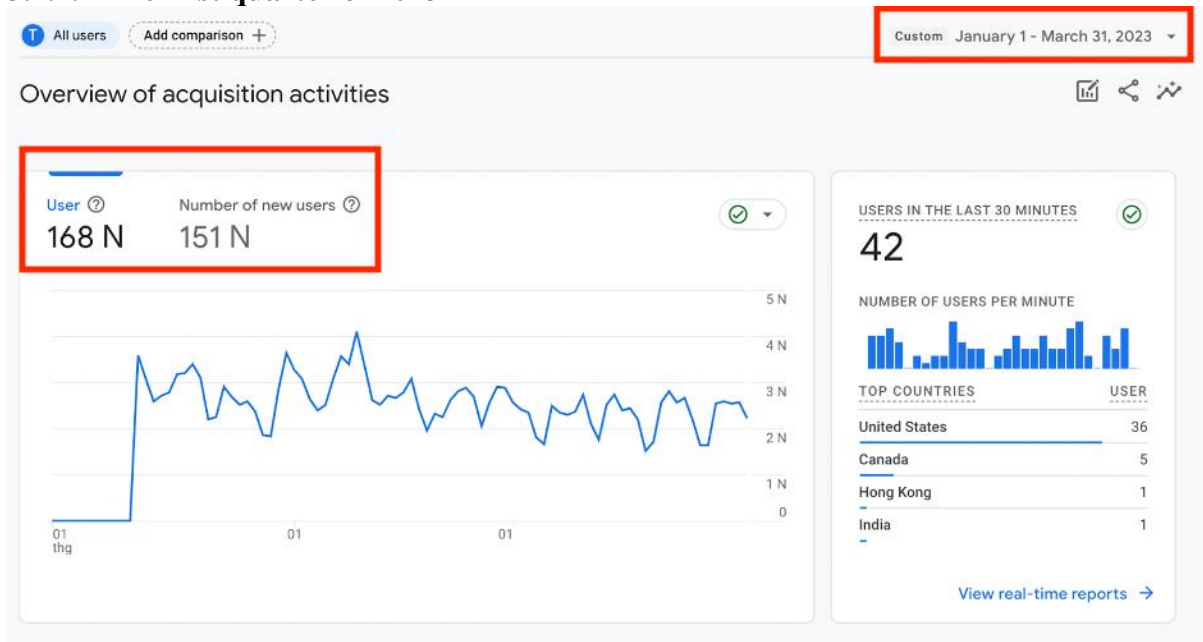 T All users Add comparison + Custom January 1 - March 31, 2023
Overview of acquisition activities
User Number of new users
168 N 151 N
5 N
4 N
3 N
2 N
1 N
0
01 01 01
thg
USERS IN THE LAST 30 MINUTES
42
NUMBER OF USERS PER MINUTE
TOP COUNTRIES USER
United States 36
Canada 5
Hong Kong 1
India 1
View real-time reports →